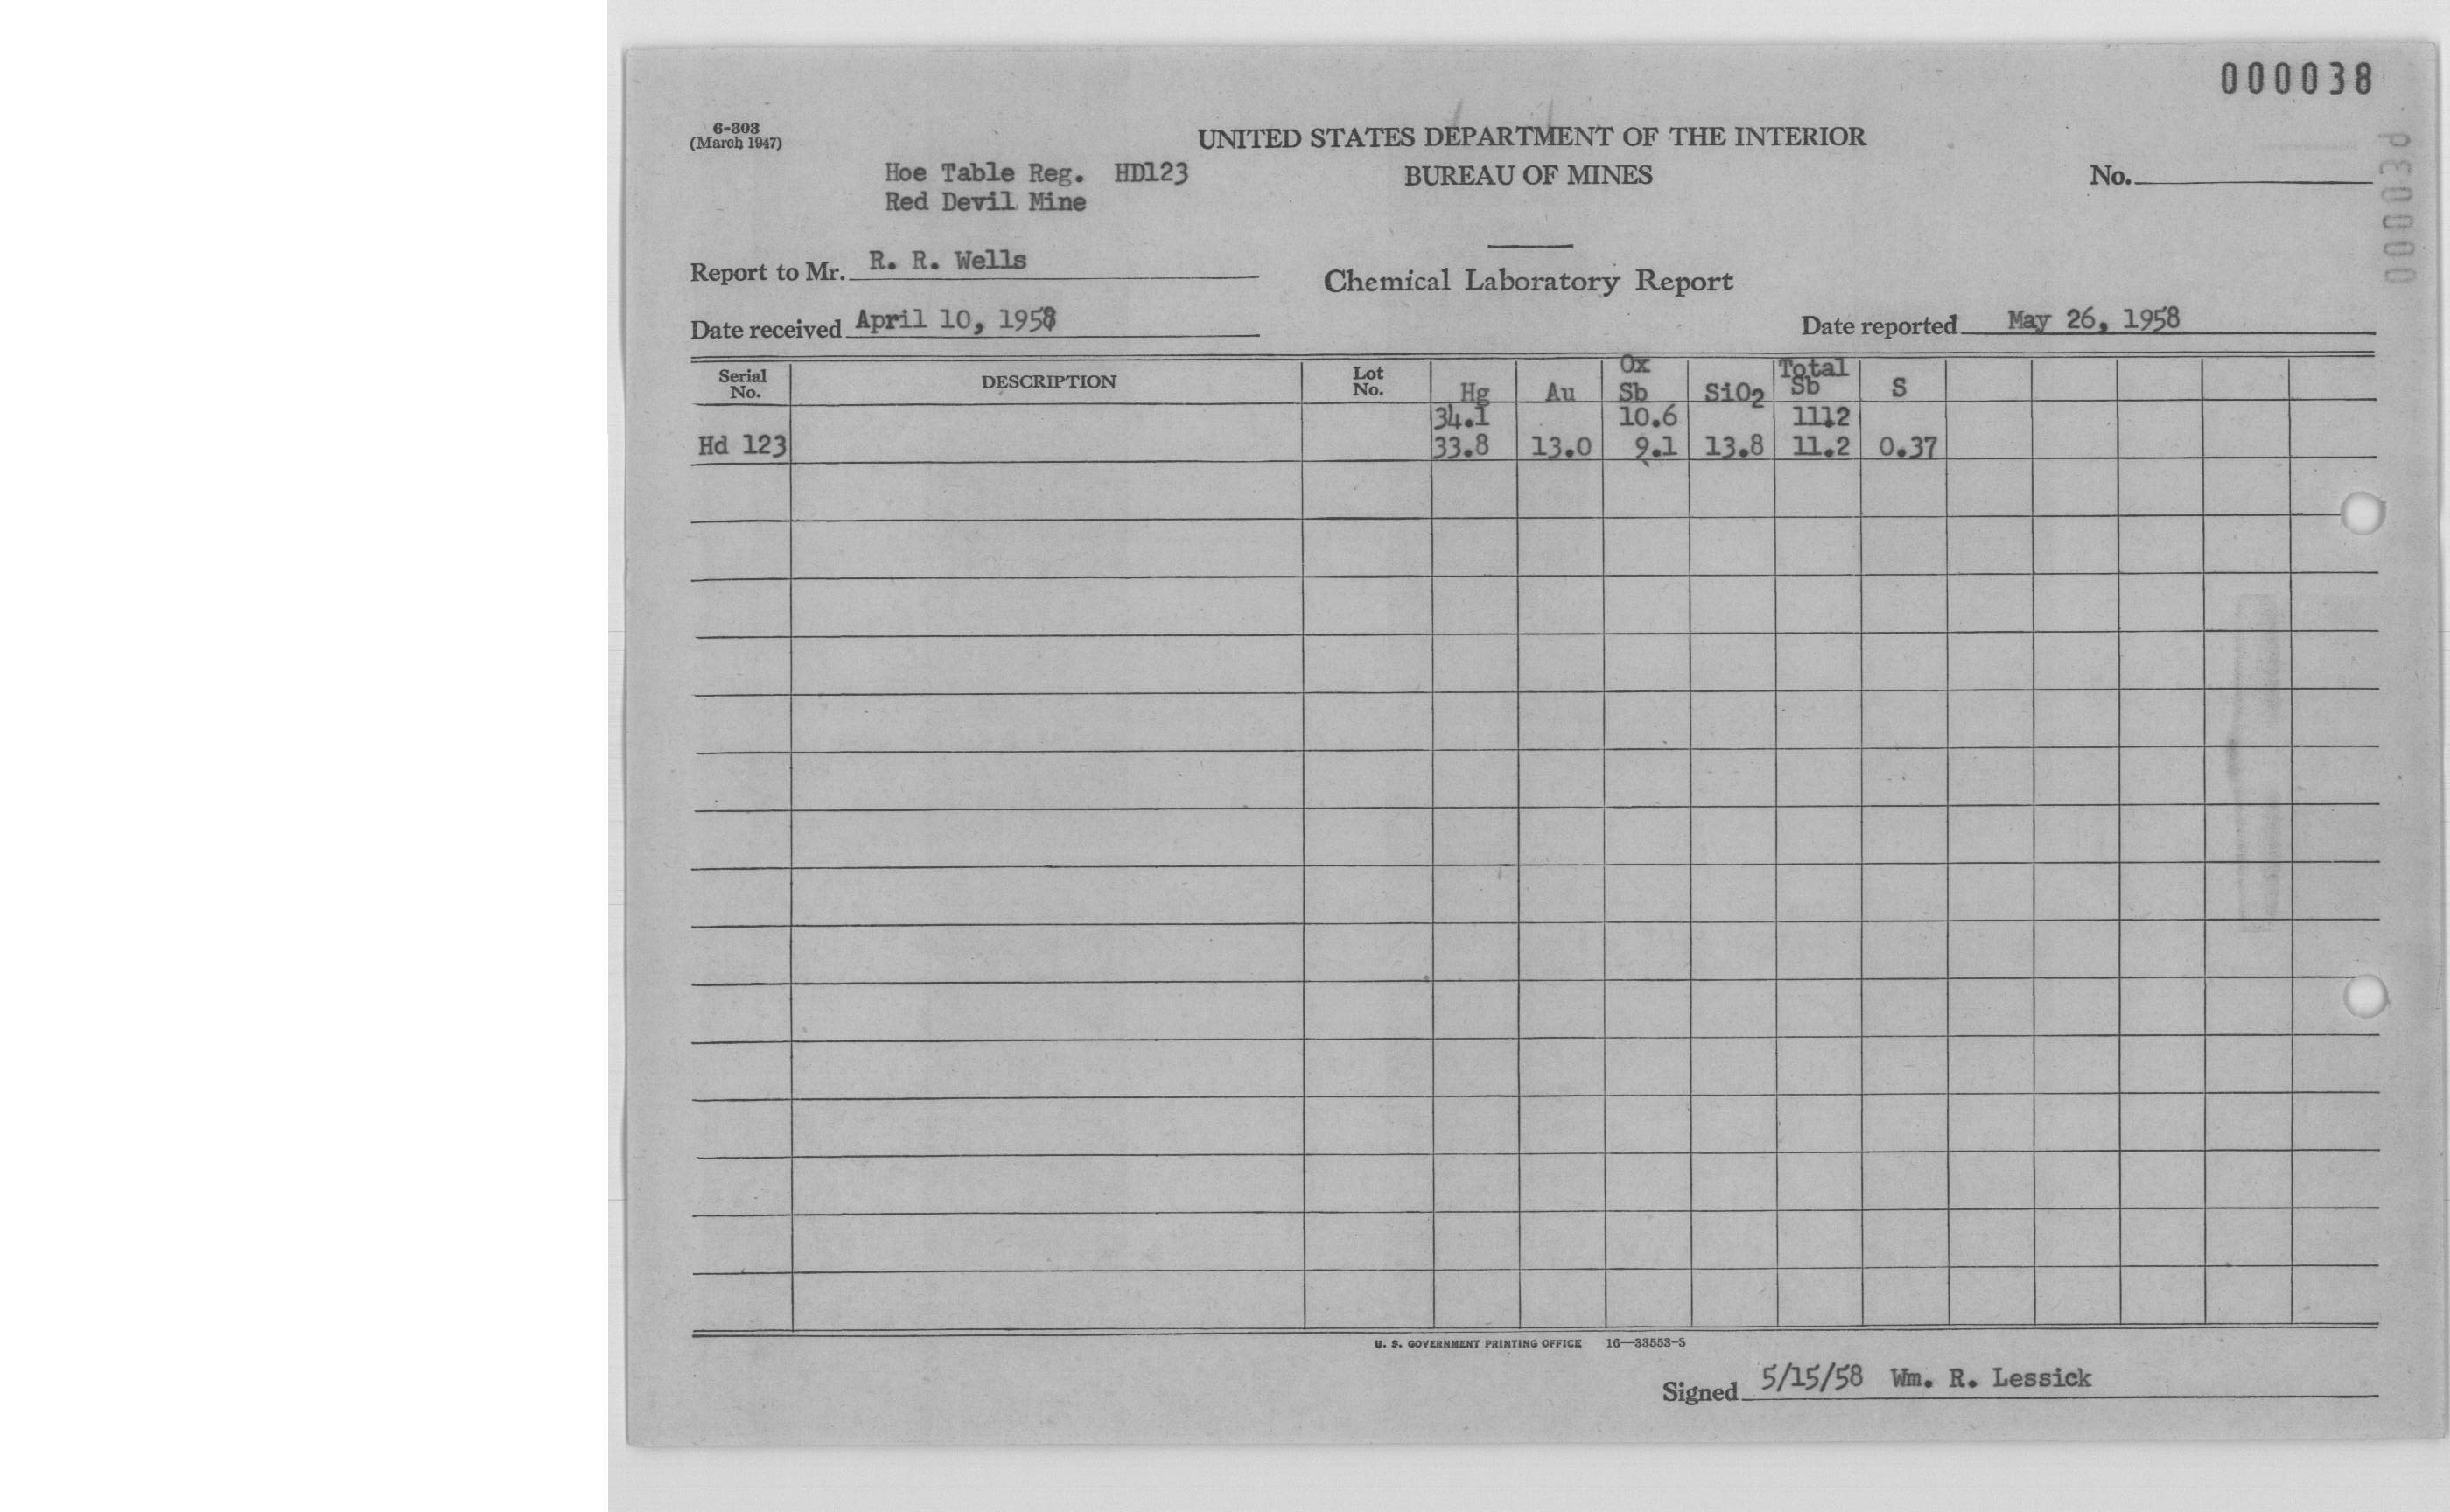 000038
6-303
(March 1947)
UNITED STATES DEPARTMENT OF THE INTERIOR
Hoe Table Reg. HD123
BUREAU OF MINES
No.
Red Devil Mine
Report to Mr. R. R. Wells
Chemical Laboratory Report
Date received April 10, 1958
Date reported May 26, 1958
Serial No. DESCRIPTION Lot No. Hg Au Ox Sb SiO2 Total Sb S
34.1 10.6 11.2
Hd 123 33.8 13.0 9.1 13.8 11.2 0.37
U. S. GOVERNMENT PRINTING OFFICE 16—33553-3
Signed 5/15/58 Wm. R. Lessick